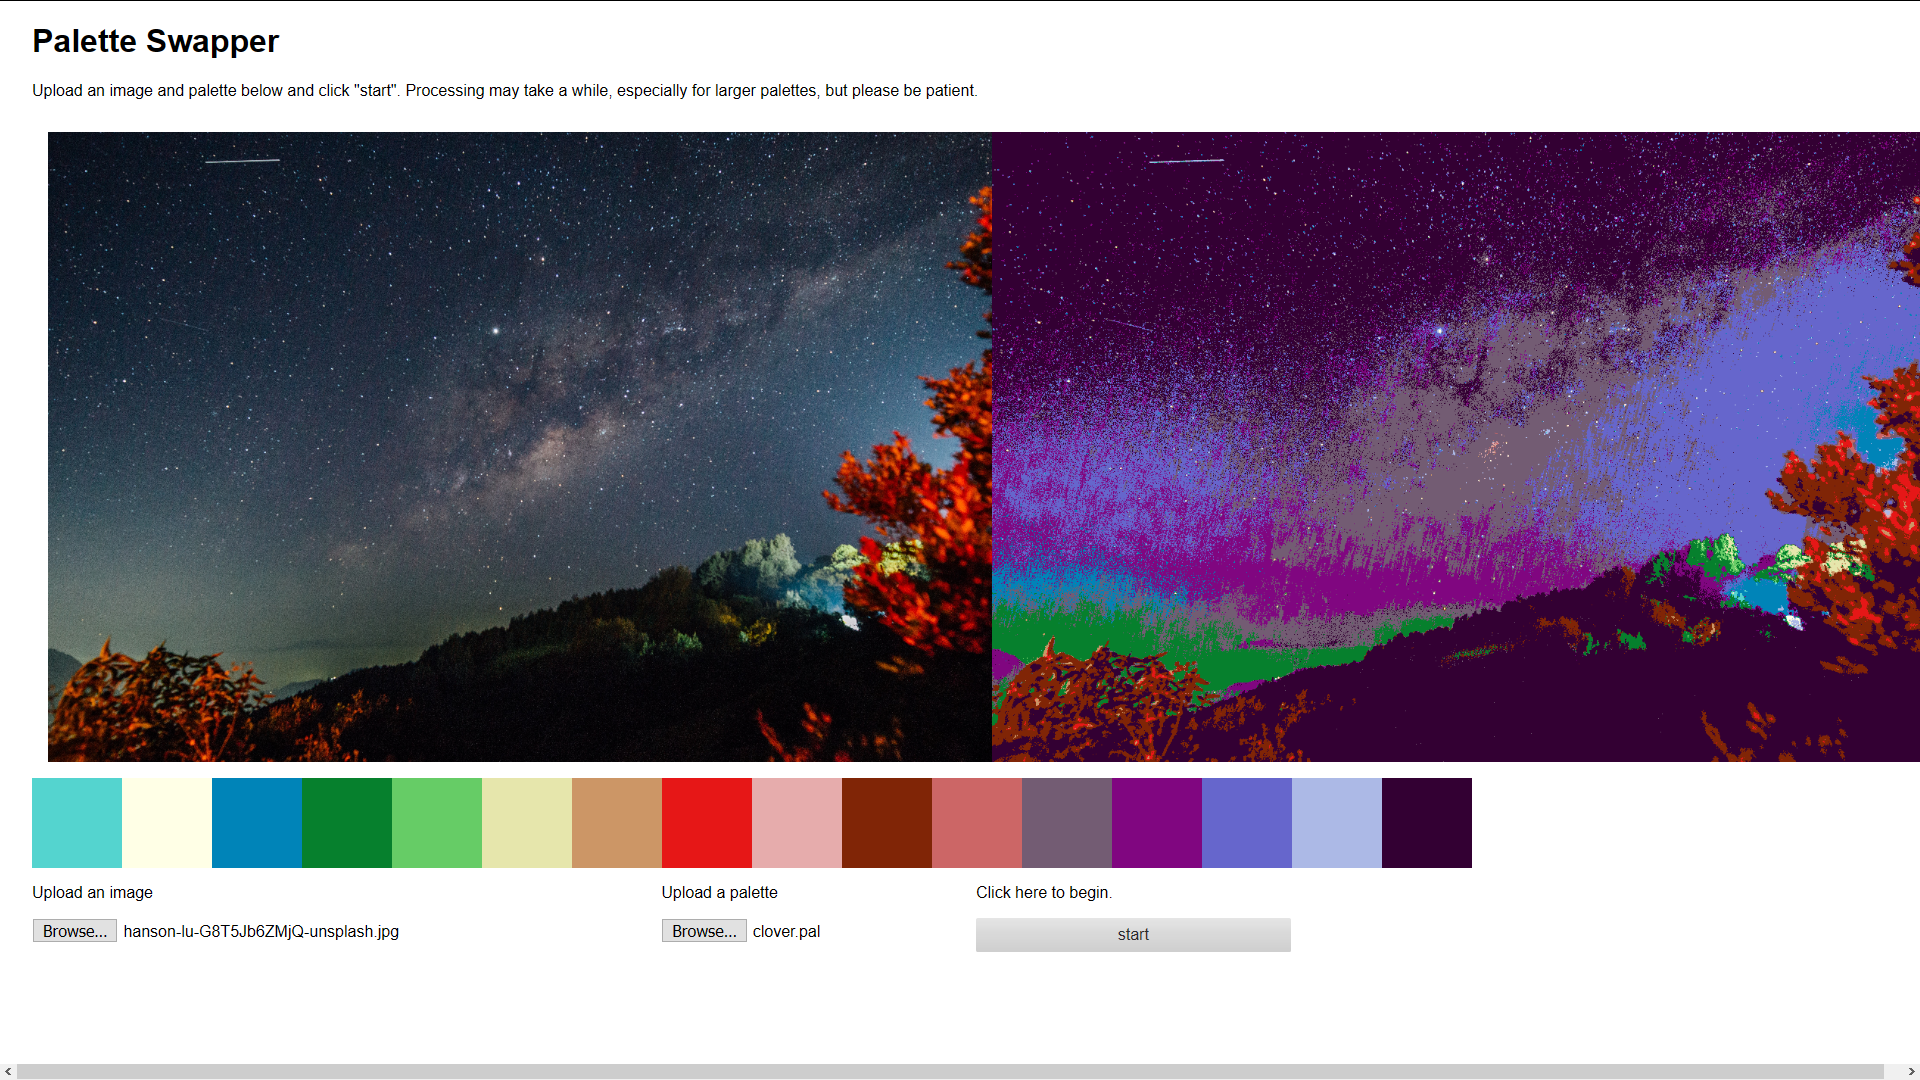 Palette Swapper
Upload an image and palette below and click "start". Processing may take a while, especially for larger palettes, but please be patient.
Upload an image
Upload a palette
Click here to begin.
Browse... hanson-lu-G8T5Jb6ZMjQ-unsplash.jpg
Browse... clover.pal
start